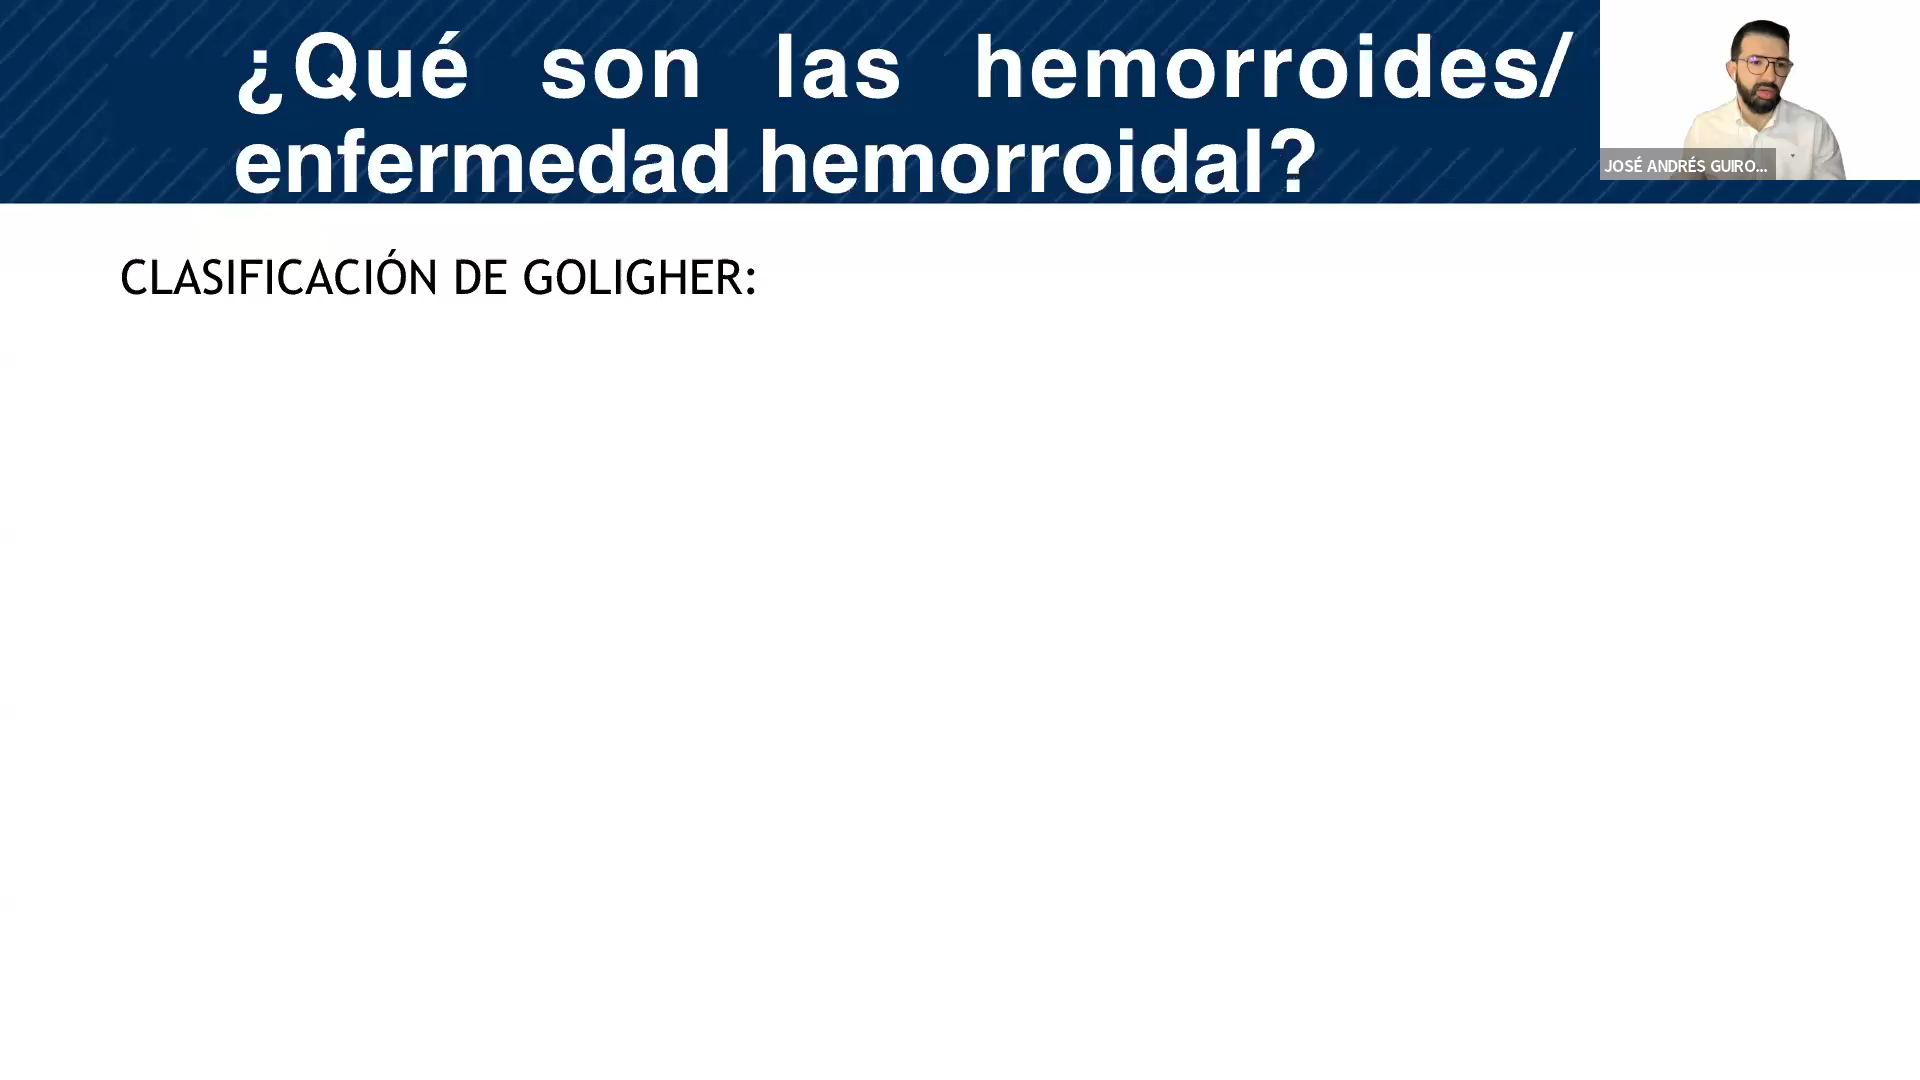 ¿Qué son las hemorroides/
enfermedad hemorroidal?
JOSÉ ANDRÉS GUIRO...
CLASIFICACIÓN DE GOLIGHER: